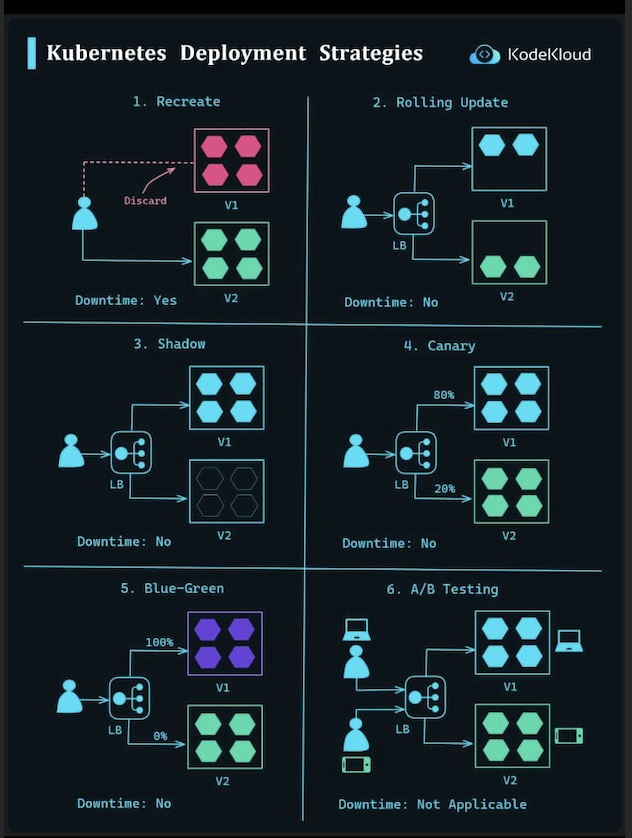 Kubernetes Deployment Strategies
KodeKloud
1. Recreate
Discard
V1
V2
Downtime: Yes
2. Rolling Update
V1
LB
V2
Downtime: No
3. Shadow
V1
LB
V2
Downtime: No
4. Canary
80%
V1
LB
20%
V2
Downtime: No
5. Blue-Green
100%
V1
LB
0%
V2
Downtime: No
6. A/B Testing
V1
LB
V2
Downtime: Not Applicable